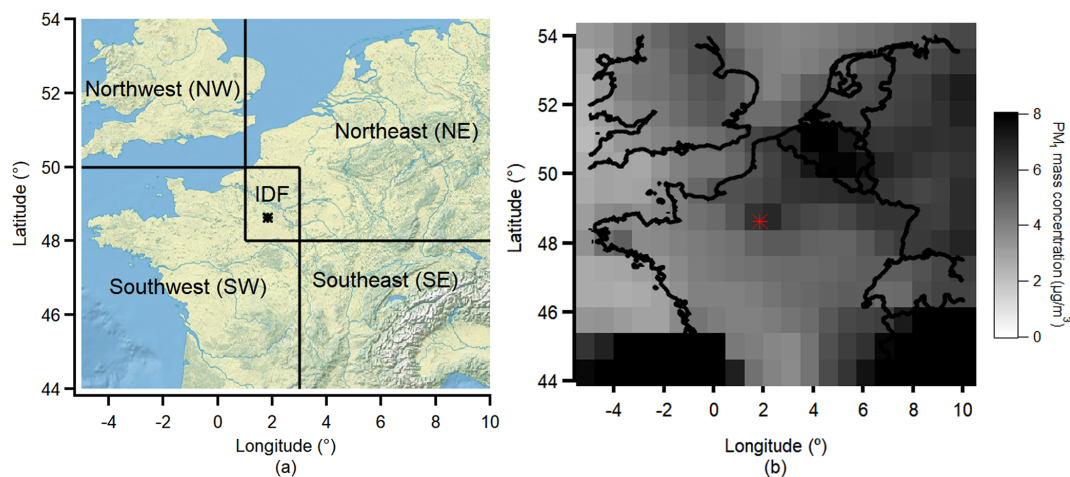 54
52
50
48
46
44
Latitude (°)
Northwest (NW)
Northeast (NE)
IDF
Southwest (SW)
Southeast (SE)
-4 -2 0 2 4 6 8 10
Longitude (°)
(a)
54
52
50
48
46
44
Latitude (°)
-4 -2 0 2 4 6 8 10
Longitude (º)
(b)
8
6
4
2
0
PM₁ mass concentration (µg/m³)